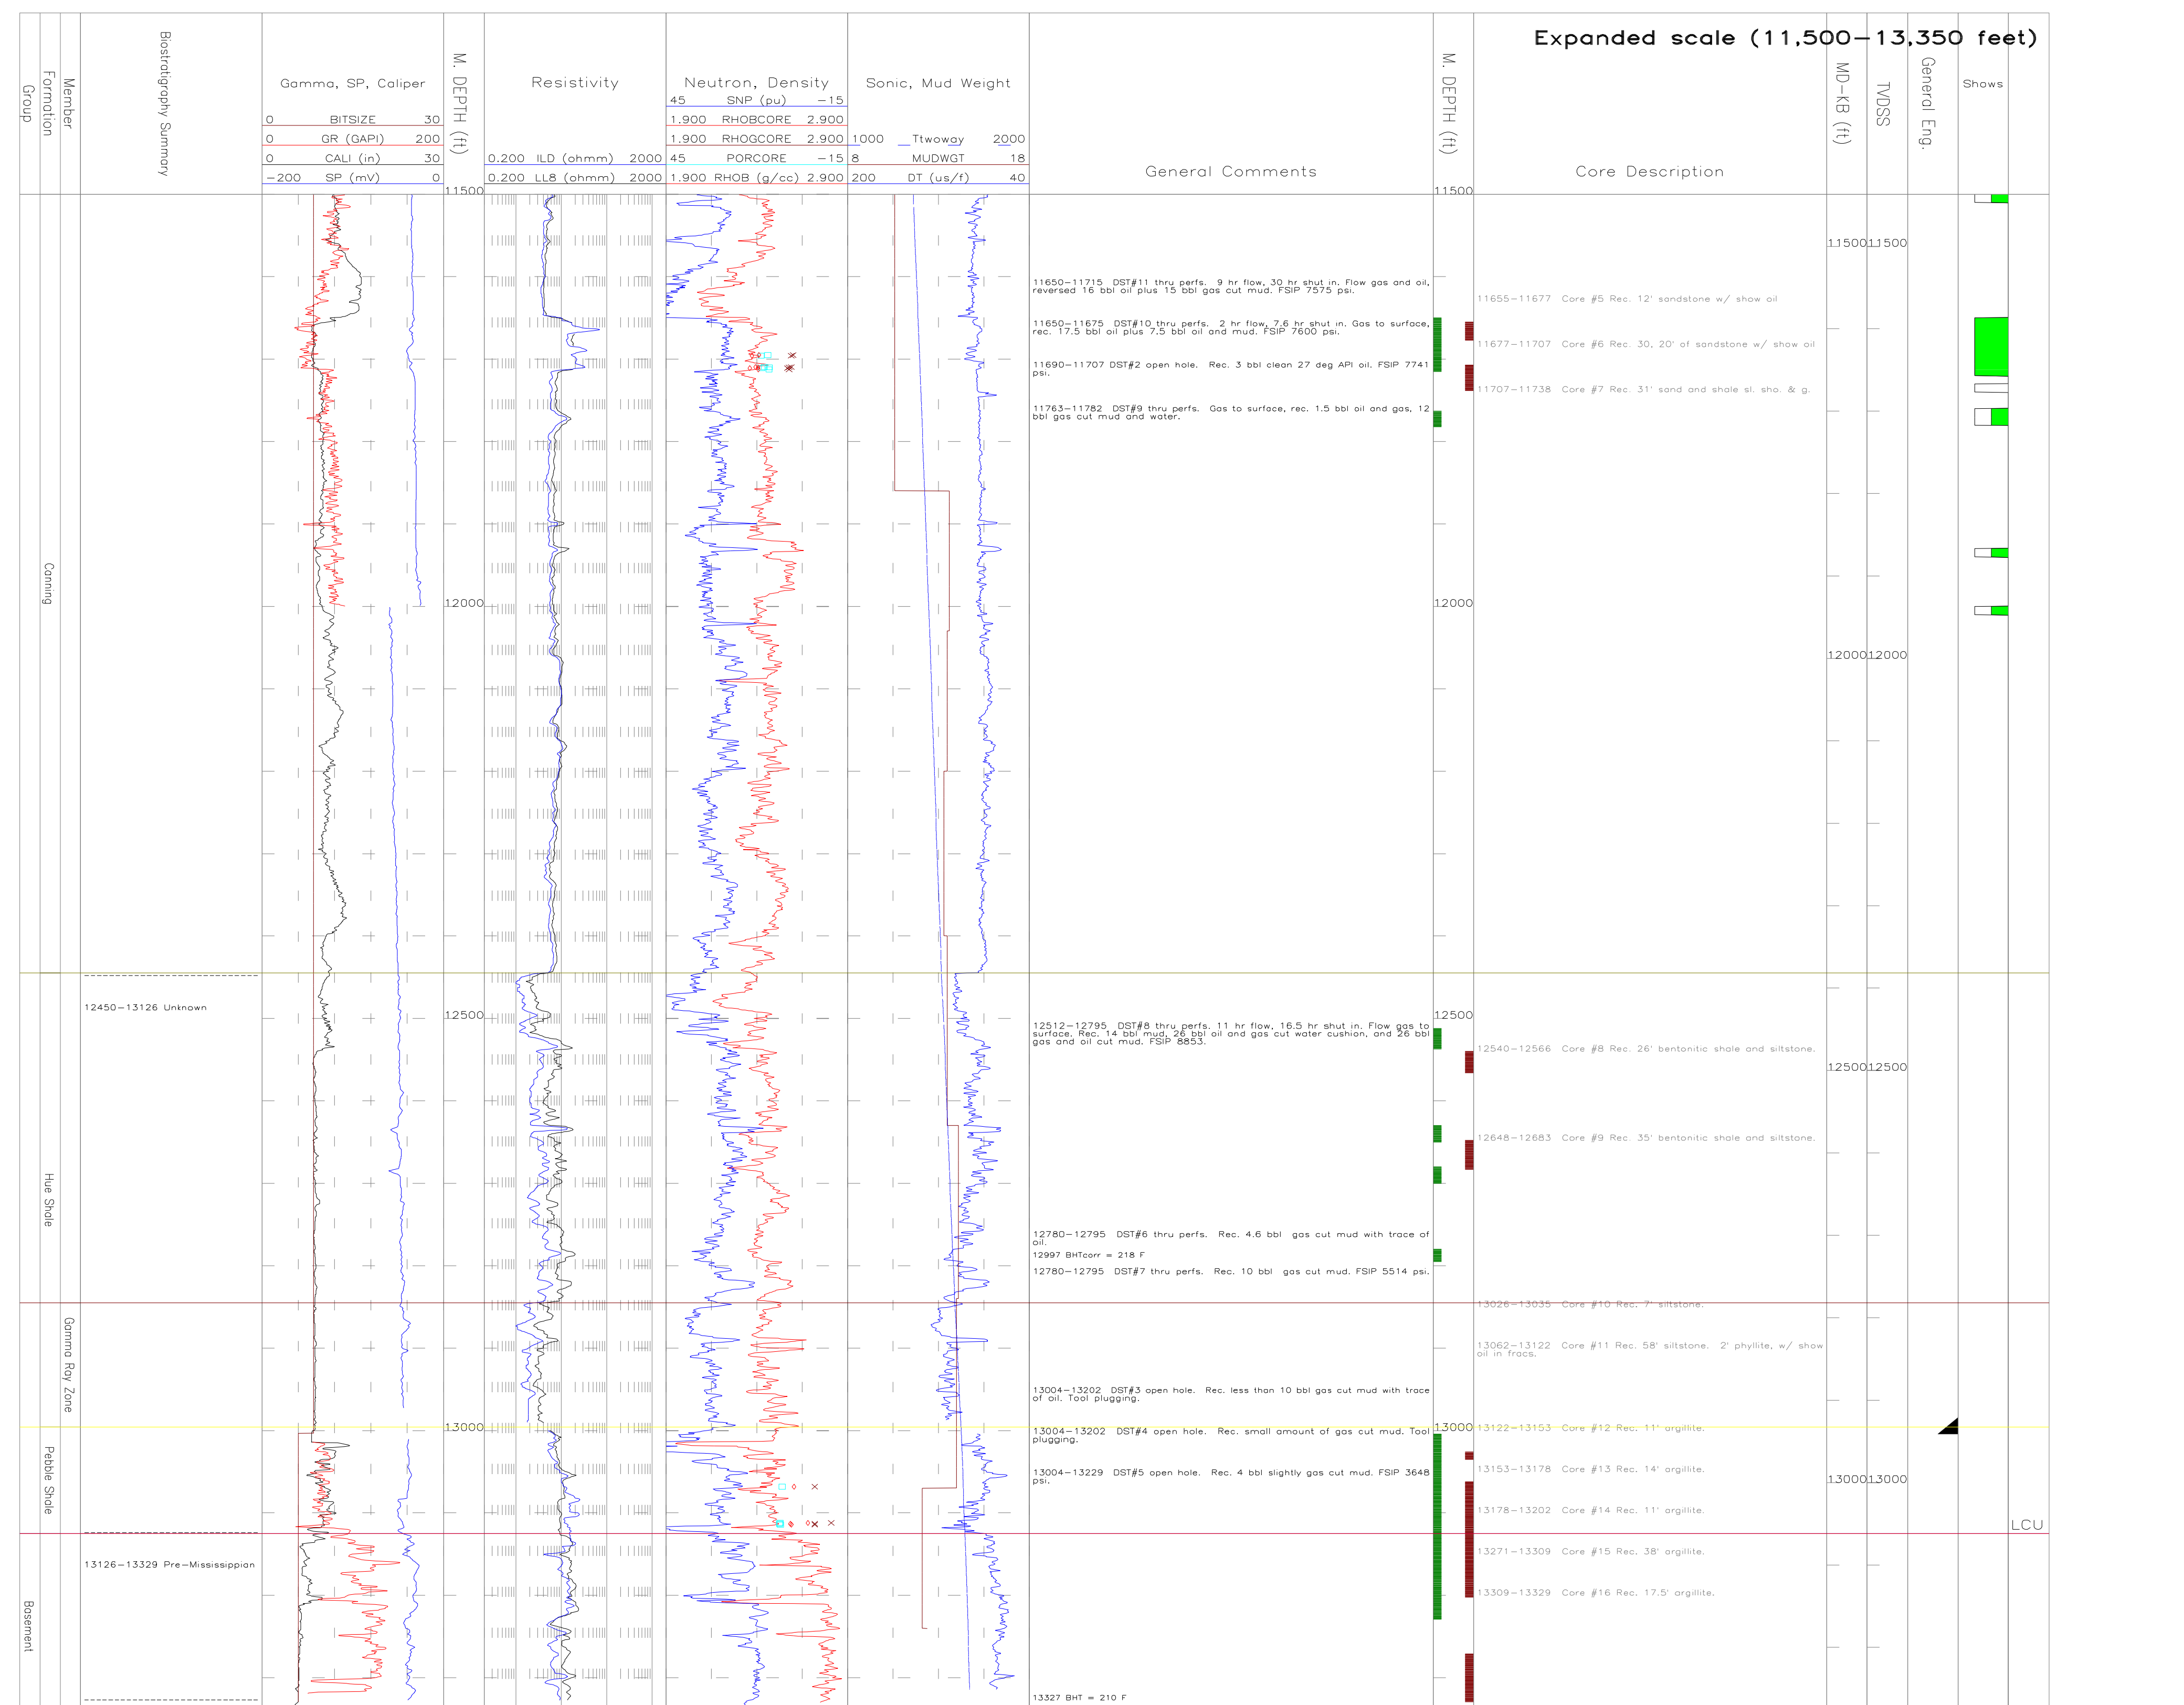 Expanded scale (11,500-13,350 feet)
Group
Formation
Member
Biostratigraphy Summary
Gamma, SP, Caliper
0 BITSIZE 30
0 GR (GAPI) 200
0 CALI (in) 30
-200 SP (mV) 0
M. DEPTH (ft)
Resistivity
0.200 ILD (ohmm) 2000
0.200 LL8 (ohmm) 2000
Neutron, Density
45 SNP (pu) -15
1.900 RHOBCORE 2.900
1.900 RHOGCORE 2.900
45 PORCORE -15
1.900 RHOB (g/cc) 2.900
Sonic, Mud Weight
1000 Ttwoway 2000
8 MUDWGT 18
200 DT (us/f) 40
General Comments
M. DEPTH (ft)
Core Description
MD-KB (ft)
TVDSS
General Eng.
Shows
11500
11500
11500
11500
11650-11715 DST#11 thru perfs. 9 hr flow, 30 hr shut in. Flow gas and oil,
reversed 16 bbl oil plus 15 bbl gas cut mud. FSIP 7575 psi.
11655-11677 Core #5 Rec. 12' sandstone w/ show oil
11650-11675 DST#10 thru perfs. 2 hr flow, 7.6 hr shut in. Gas to surface,
rec. 17.5 bbl oil plus 7.5 bbl oil and mud. FSIP 7600 psi.
11677-11707 Core #6 Rec. 30, 20' of sandstone w/ show oil
11690-11707 DST#2 open hole. Rec. 3 bbl clean 27 deg API oil. FSIP 7741
psi.
11707-11738 Core #7 Rec. 31' sand and shale sl. sho. & g.
11763-11782 DST#9 thru perfs. Gas to surface, rec. 1.5 bbl oil and gas, 12
bbl gas cut mud and water.
Canning
12000
12000
12000
12000
12450-13126 Unknown
12500
12500
12512-12795 DST#8 thru perfs. 11 hr flow, 16.5 hr shut in. Flow gas to
surface. Rec. 14 bbl mud, 26 bbl oil and gas cut water cushion, and 26 bbl
gas and oil cut mud. FSIP 8853.
12540-12566 Core #8 Rec. 26' bentonitic shale and siltstone.
12500
12500
12648-12683 Core #9 Rec. 35' bentonitic shale and siltstone.
Hue Shale
12780-12795 DST#6 thru perfs. Rec. 4.6 bbl gas cut mud with trace of
oil.
12997 BHTcorr = 218 F
12780-12795 DST#7 thru perfs. Rec. 10 bbl gas cut mud. FSIP 5514 psi.
13026-13035 Core #10 Rec. 7' siltstone.
Gamma Ray Zone
13062-13122 Core #11 Rec. 58' siltstone. 2' phyllite, w/ show
oil in fracs.
13004-13202 DST#3 open hole. Rec. less than 10 bbl gas cut mud with trace
of oil. Tool plugging.
13000
13000
13004-13202 DST#4 open hole. Rec. small amount of gas cut mud. Tool
plugging.
13122-13153 Core #12 Rec. 11' argillite.
Pebble Shale
13004-13229 DST#5 open hole. Rec. 4 bbl slightly gas cut mud. FSIP 3648
psi.
13153-13178 Core #13 Rec. 14' argillite.
13000
13000
13178-13202 Core #14 Rec. 11' argillite.
LCU
13271-13309 Core #15 Rec. 38' argillite.
13126-13329 Pre-Mississippian
13309-13329 Core #16 Rec. 17.5' argillite.
Basement
13327 BHT = 210 F